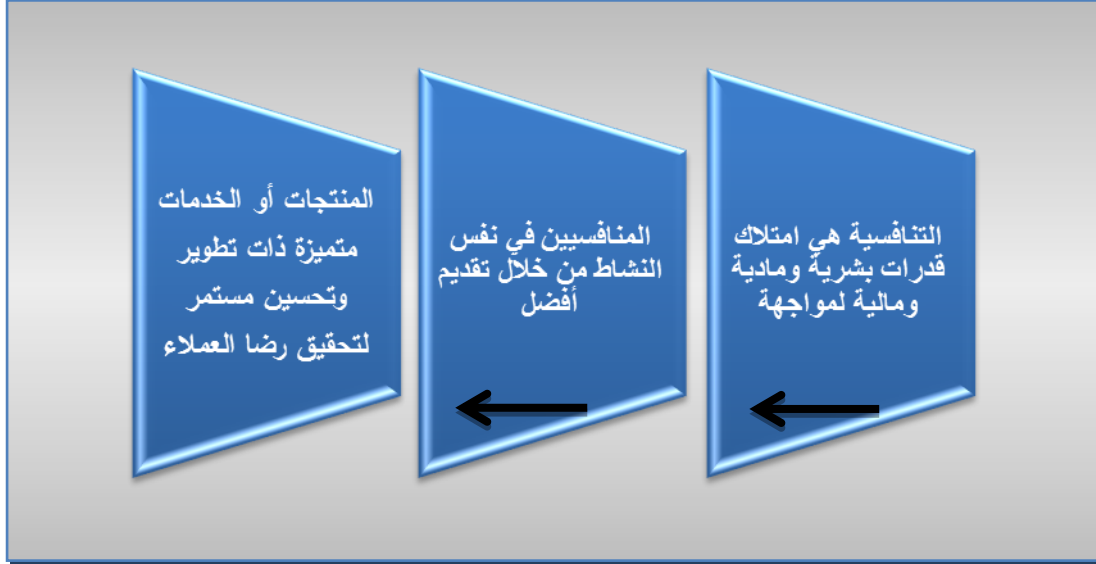 التنافسية هي امتلاك
قدرات بشرية ومادية
ومالية لمواجهة
المنافسيين في نفس
النشاط من خلال تقديم
أفضل
المنتجات أو الخدمات
متميزة ذات تطوير
وتحسين مستمر
لتحقيق رضا العملاء